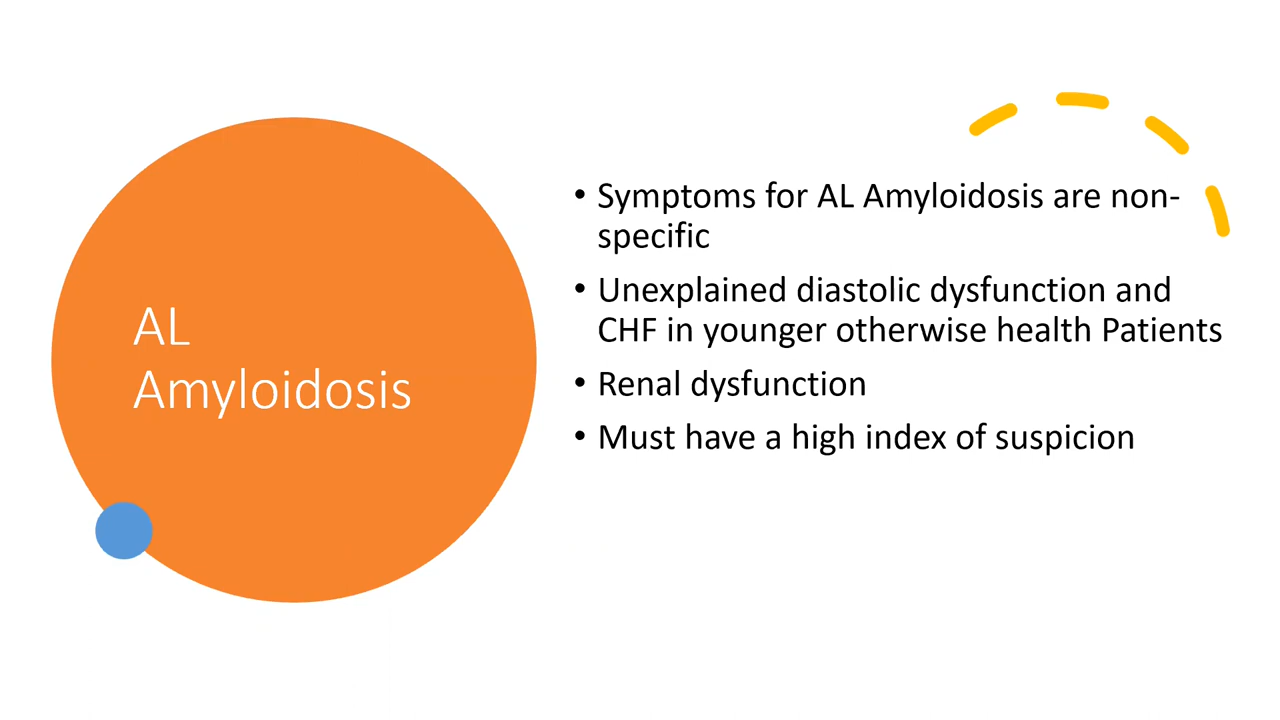 AL
Amyloidosis
• Symptoms for AL Amyloidosis are non-
specific
• Unexplained diastolic dysfunction and
CHF in younger otherwise health Patients
• Renal dysfunction
• Must have a high index of suspicion